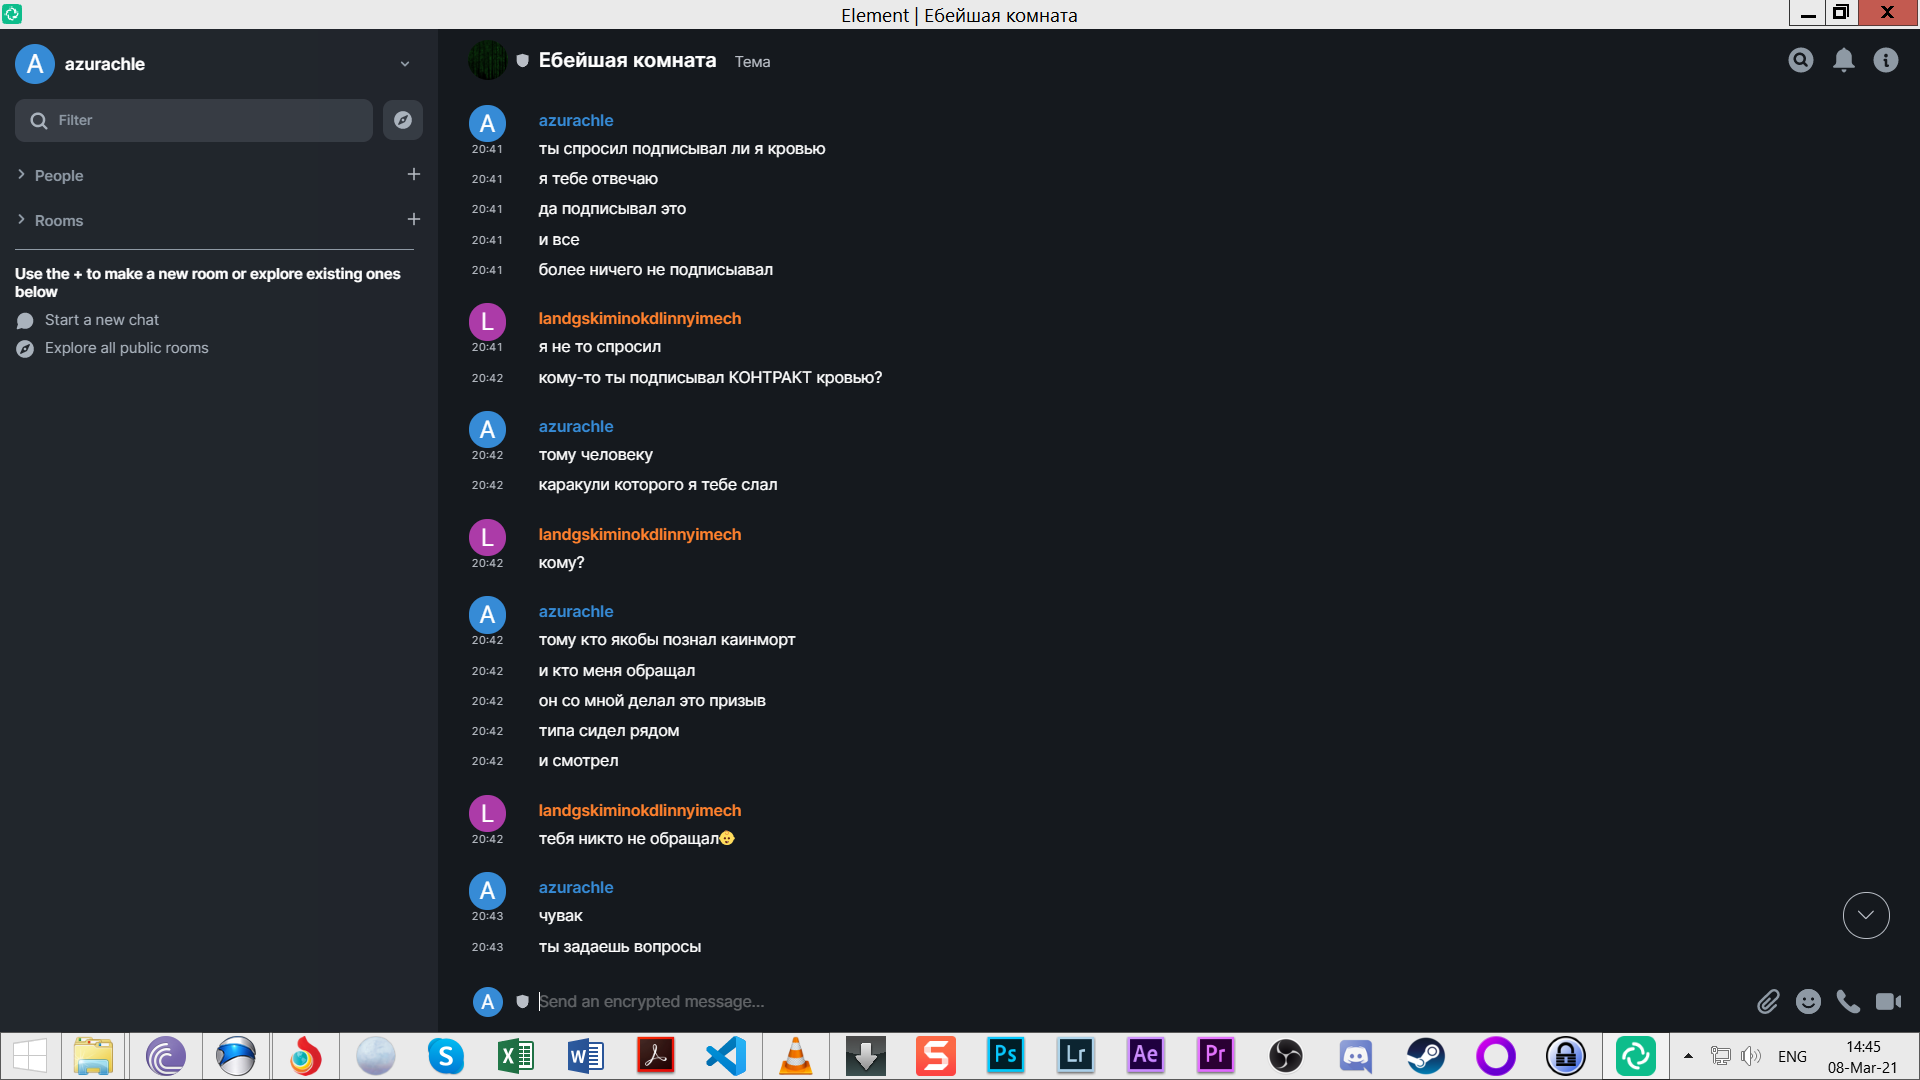 Element | Ебейшая комната
A azurachle
Filter
People
Rooms
Use the + to make a new room or explore existing ones
below
Start a new chat
Explore all public rooms
Ебейшая комната Тема
A azurachle
20:41 ты спросил подписывал ли я кровью
20:41 я тебе отвечаю
20:41 да подписывал это
20:41 и все
20:41 более ничего не подписыавал
L landgskiminokdlinnyimech
20:41 я не то спросил
20:42 кому-то ты подписывал КОНТРАКТ кровью?
A azurachle
20:42 тому человеку
20:42 каракули которого я тебе слал
L landgskiminokdlinnyimech
20:42 кому?
A azurachle
20:42 тому кто якобы познал каинморт
20:42 и кто меня обращал
20:42 он со мной делал это призыв
20:42 типа сидел рядом
20:42 и смотрел
L landgskiminokdlinnyimech
20:42 тебя никто не обращал
A azurachle
20:43 чувак
20:43 ты задаешь вопросы
A Send an encrypted message...
S X W S Ps Lr Ae Pr ENG 14:45
08-Mar-21